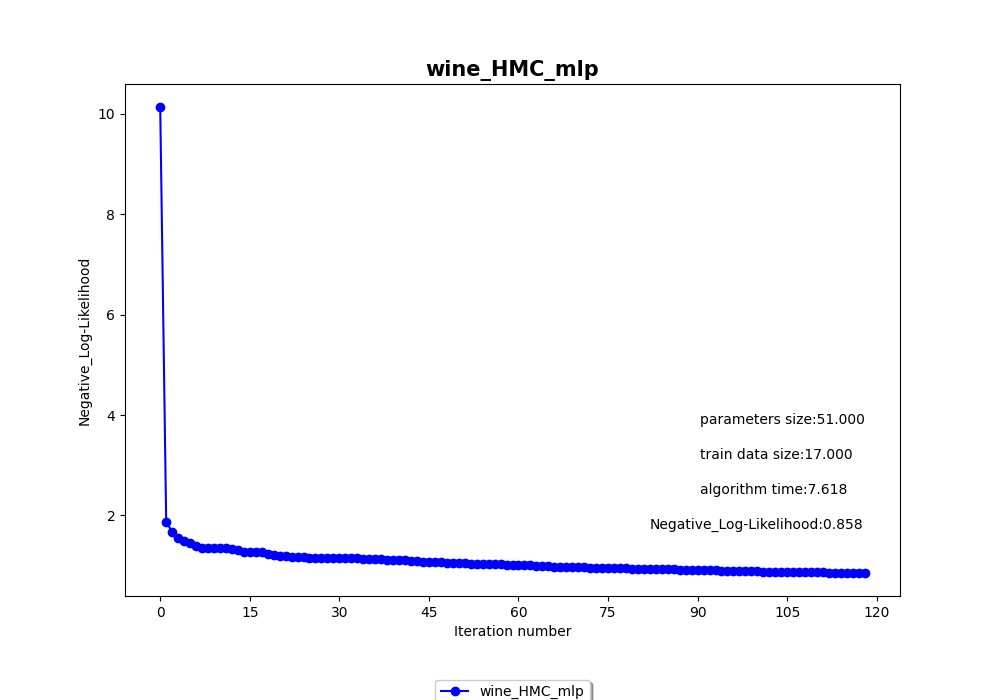 wine_HMC_mlp
10
8
6
4
2
Negative_Log-Likelihood
parameters size:51.000
train data size:17.000
algorithm time:7.618
Negative_Log-Likelihood:0.858
0 15 30 45 60 75 90 105 120
Iteration number
wine_HMC_mlp